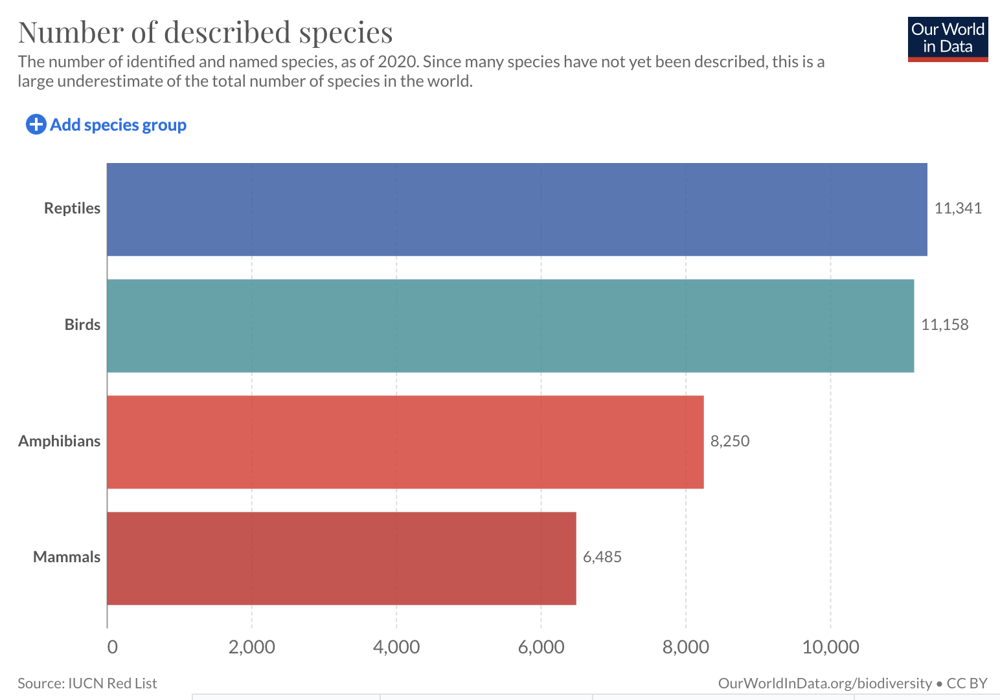 Number of described species
Our World
in Data
The number of identified and named species, as of 2020. Since many species have not yet been described, this is a
large underestimate of the total number of species in the world.
Add species group
Reptiles
11,341
Birds
11,158
Amphibians
8,250
Mammals
6,485
0 2,000 4,000 6,000 8,000 10,000
Source: IUCN Red List
OurWorldInData.org/biodiversity • CC BY